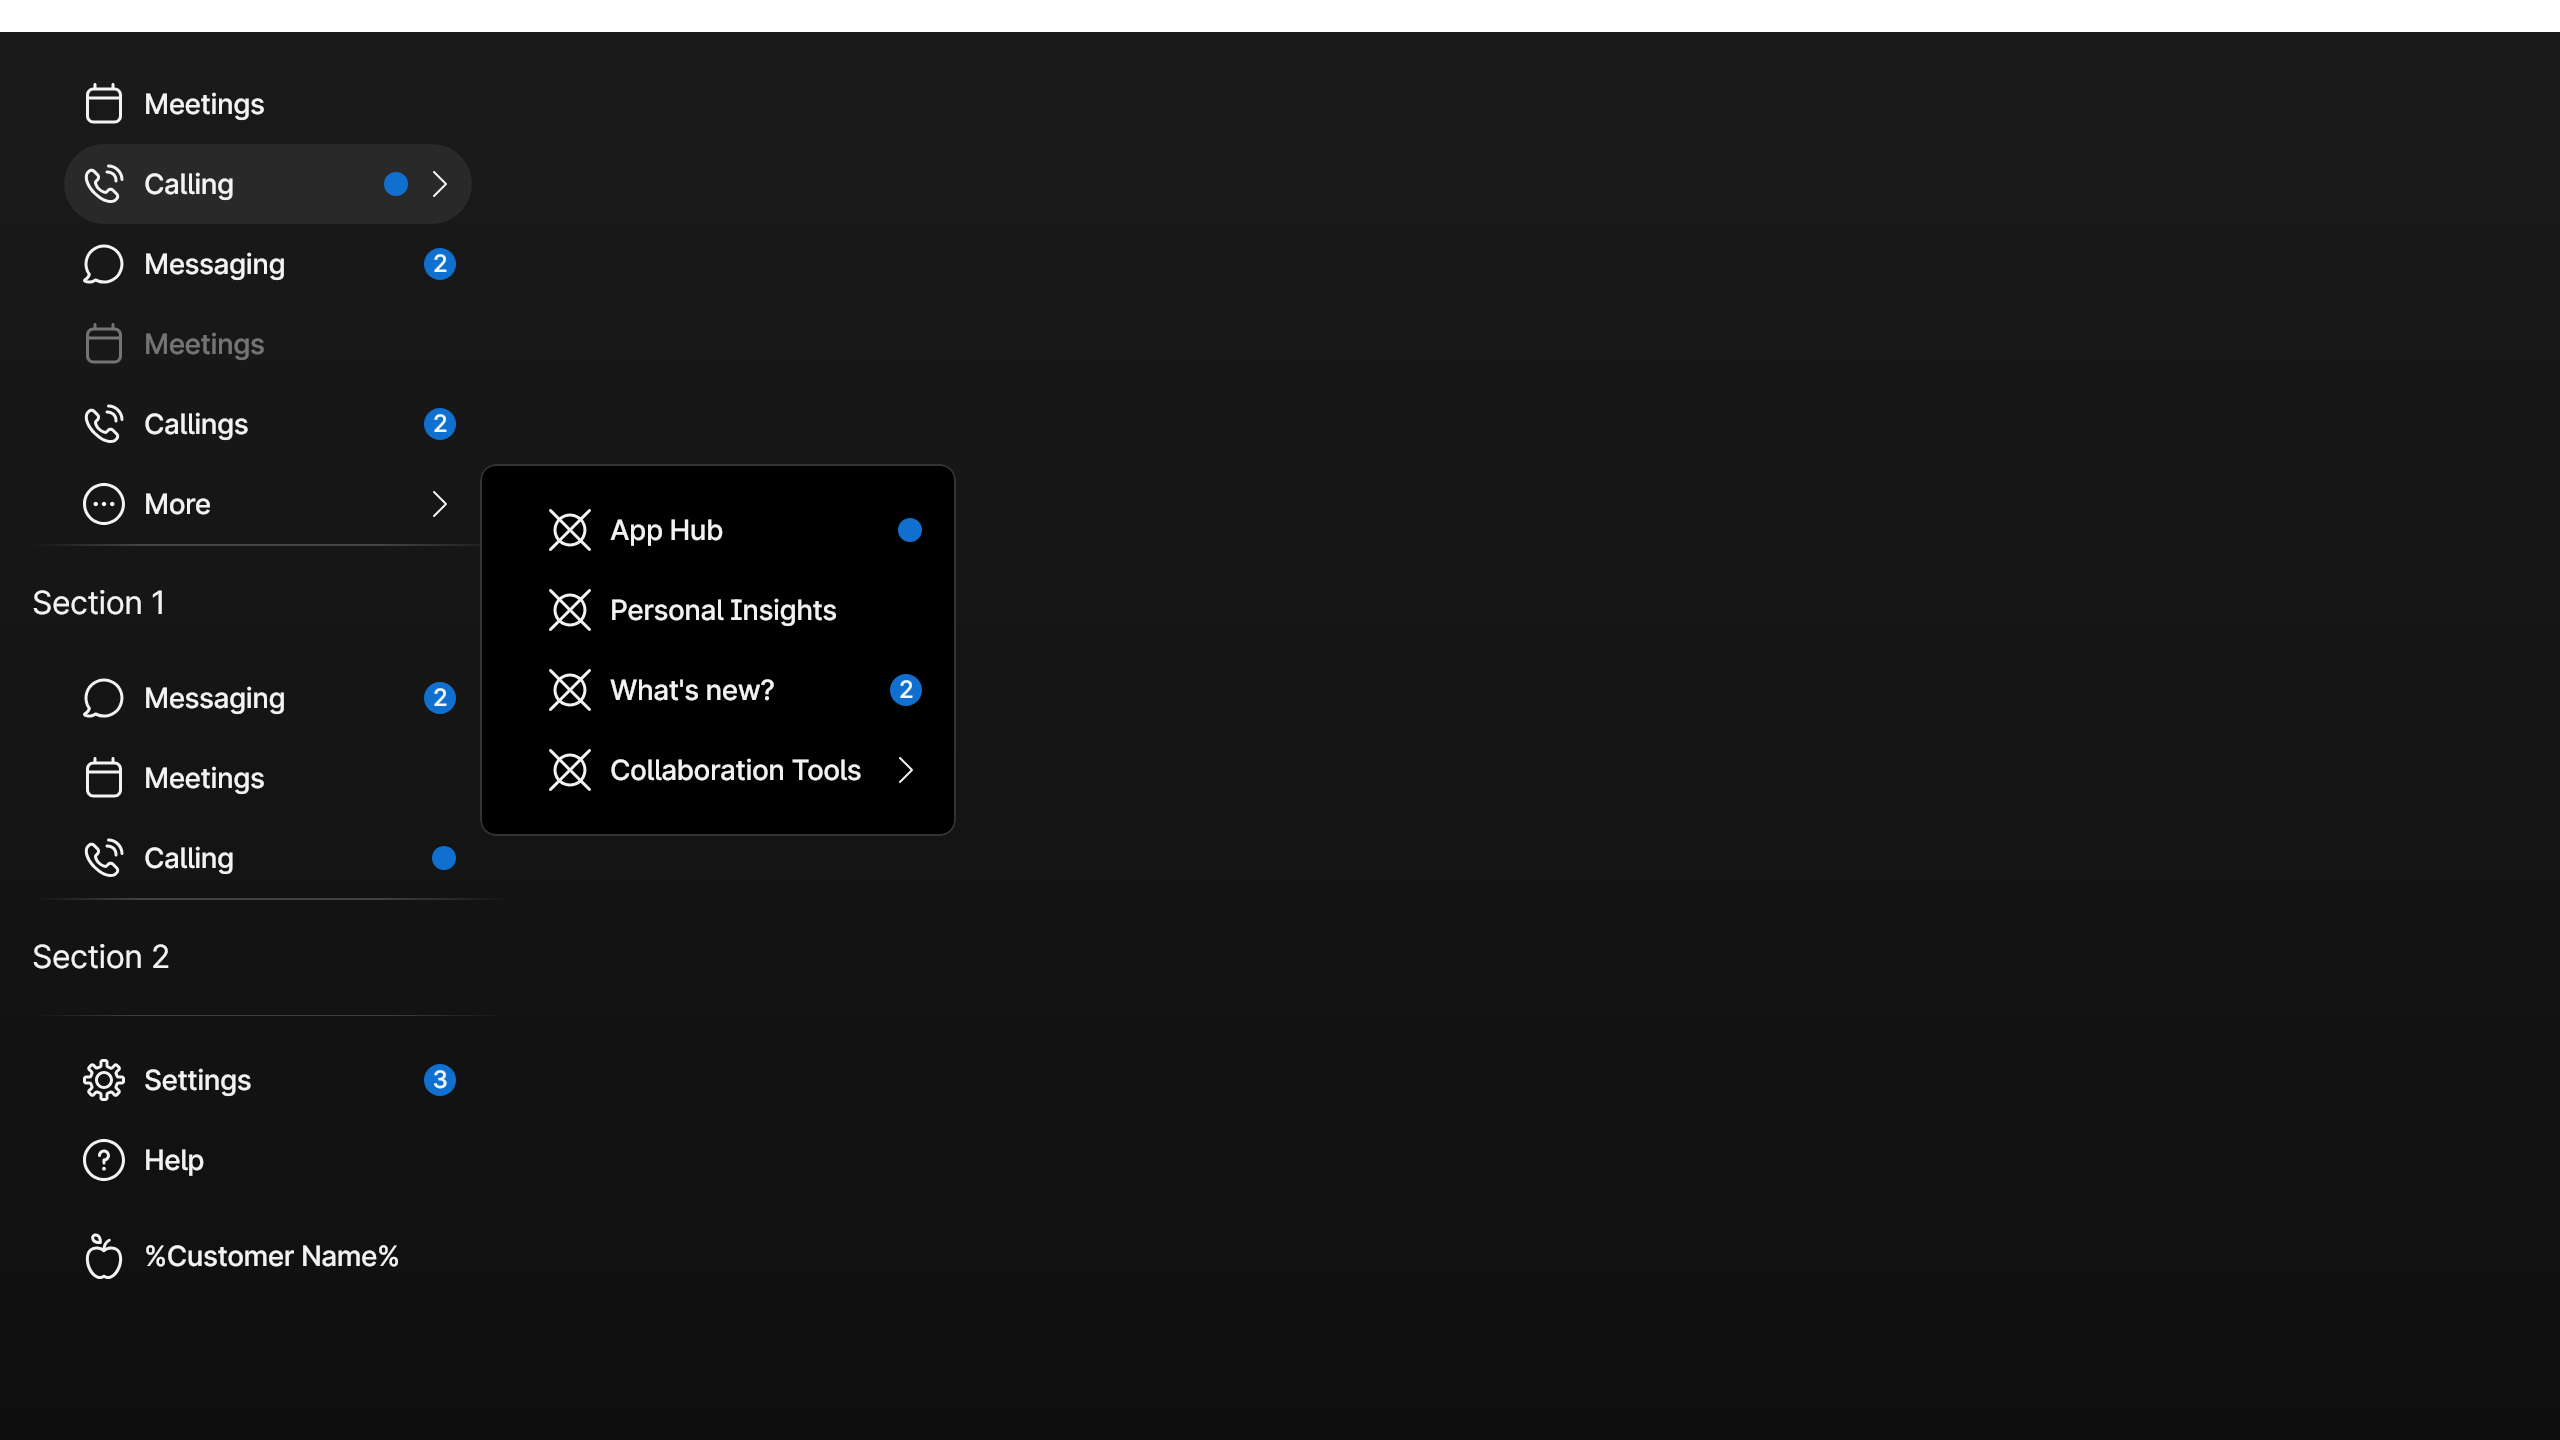 Meetings
Calling
Messaging 2
Meetings
Callings 2
More
App Hub
Personal Insights
What's new? 2
Collaboration Tools
Section 1
Messaging 2
Meetings
Calling
Section 2
Settings 3
Help
%Customer Name%